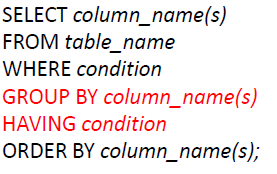 SELECT column_name(s)
FROM table_name
WHERE condition
GROUP BY column_name(s)
HAVING condition
ORDER BY column_name(s);